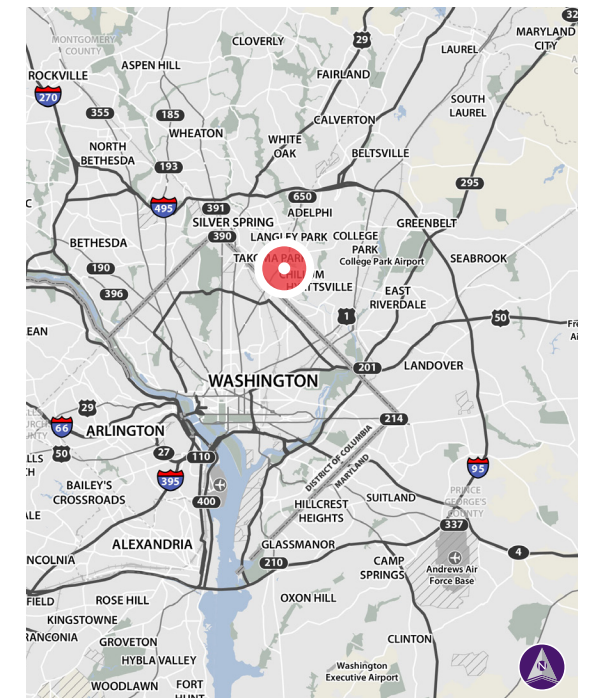 32
MONTGOMERY
COUNTY
CLOVERLY
29
LAUREL
MARYLAND
CITY
ROCKVILLE
ASPEN HILL
FAIRLAND
270
355
185
SOUTH
LAUREL
CALVERTON
WHEATON
NORTH
BETHESDA
WHITE
OAK
BELTSVILLE
193
295
495
650
391
ADELPHI
SILVER SPRING
GREENBELT
390
LANGLEY PARK
COLLEGE
PARK
BETHESDA
College Park Airport
SEABROOK
190
396
EAST
RIVERDALE
1
50
EAN
201
LANDOVER
WASHINGTON
29
214
66
ARLINGTON
50
27
110
DISTRICT OF COLUMBIA
MARYLAND
95
395
BAILEY'S
CROSSROADS
400
PRINCE
GEORGE'S
COUNTY
SUITLAND
HILLCREST
HEIGHTS
337
ALEXANDRIA
GLASSMANOR
4
NCOLNIA
210
CAMP
SPRINGS
Andrews Air
Force Base
FIELD
ROSE HILL
OXON HILL
KINGSTOWNE
RANCONIA
GROVETON
CLINTON
HYBLA VALLEY
Washington
Executive Airport
WOODLAWN
FORT
HUNT
N